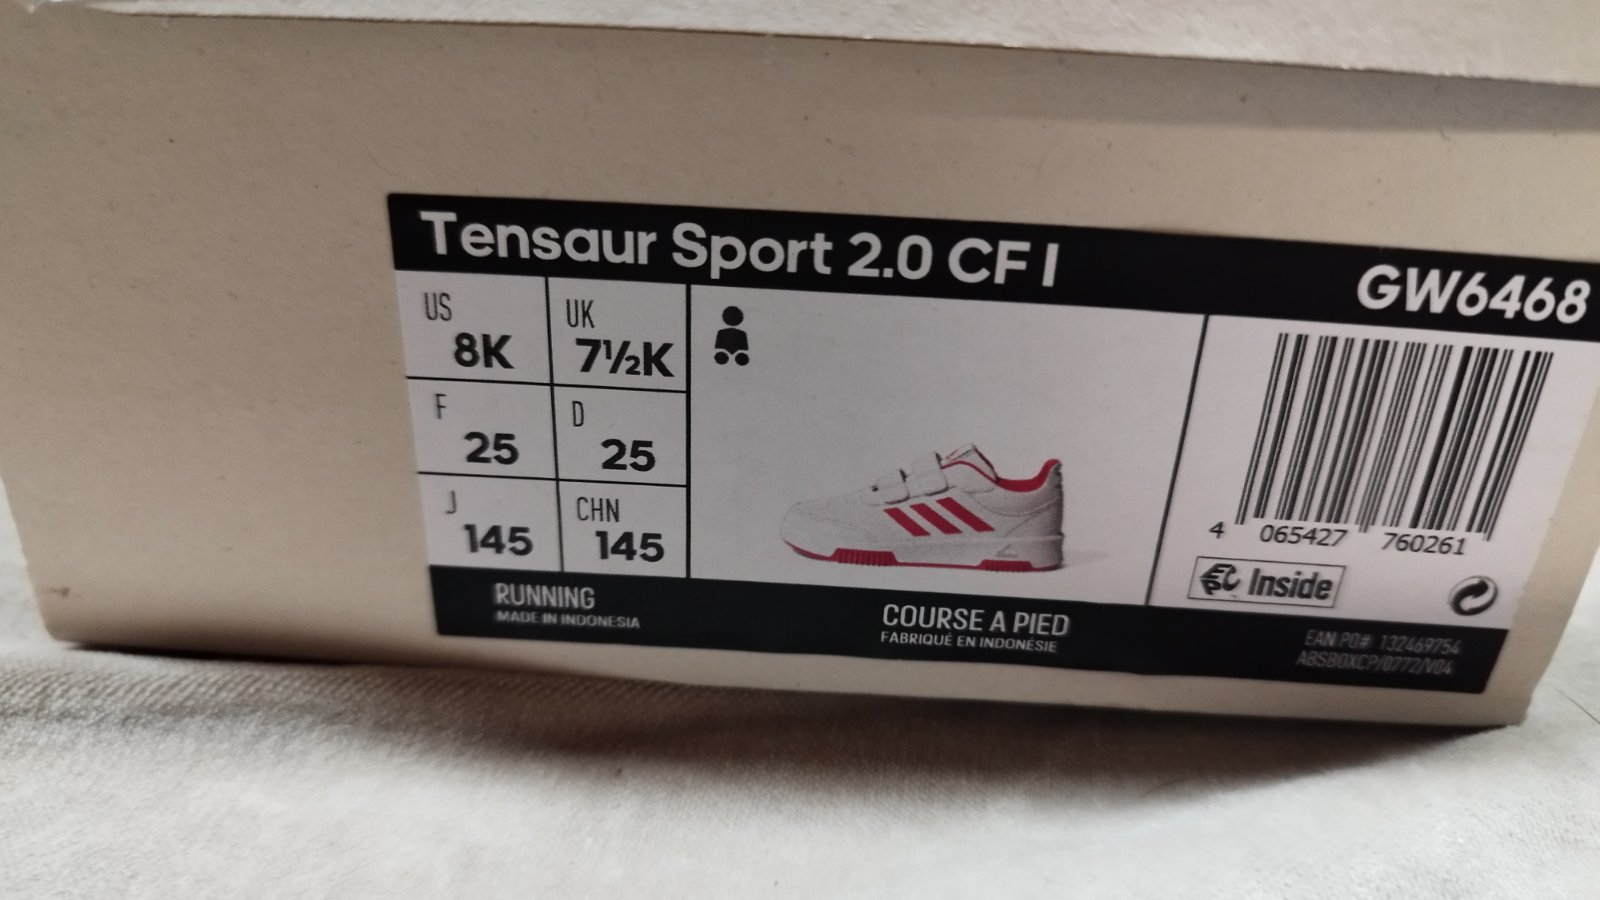 Tensaur Sport 2.0 CF I
GW6468
US
8K
UK
7½K
F
25
D
25
J
145
CHN
145
4 065427 760261
EPC Inside
RUNNING
MADE IN INDONESIA
COURSE A PIED
FABRIQUÉ EN INDONÉSIE
EAN PO# 132469754
ABSBOXCP/0772/V04